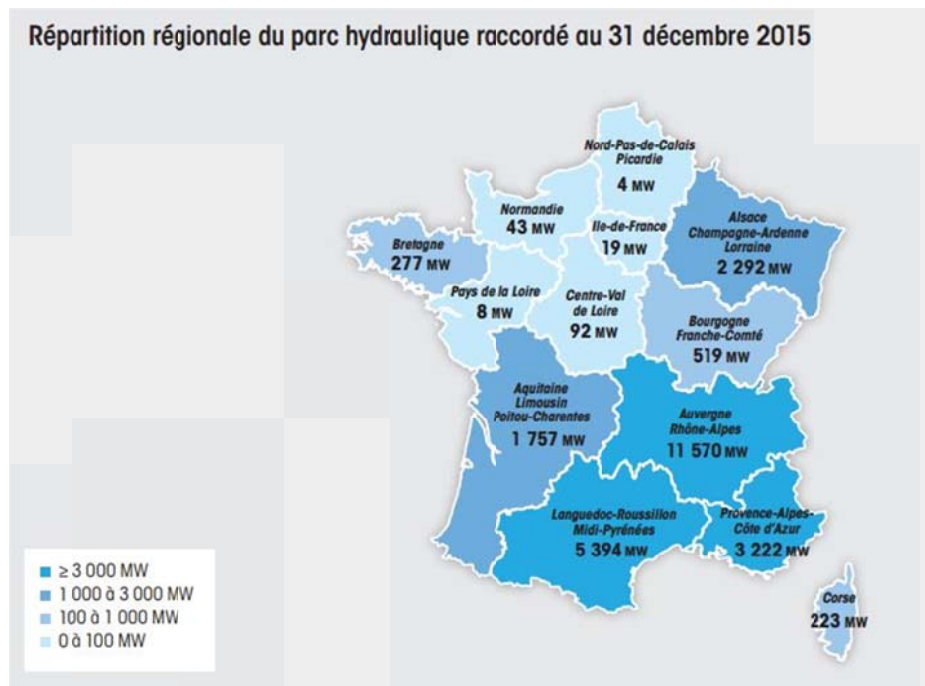 Répartition régionale du parc hydraulique raccordé au 31 décembre 2015
Nord-Pas-de-Calais
Picardie
4 MW
Normandie
43 MW
Ile-de-France
19 MW
Alsace
Champagne-Ardenne
Lorraine
2 292 MW
Bretagne
277 MW
Pays de la Loire
8 MW
Centre-Val
de Loire
92 MW
Bourgogne
Franche-Comté
519 MW
Aquitaine
Limousin
Poitou-Charentes
1 757 MW
Auvergne
Rhône-Alpes
11 570 MW
Languedoc-Roussillon
Midi-Pyrénées
5 394 MW
Provence-Alpes-
Côte d'Azur
3 222 MW
Corse
223 MW
≥ 3 000 MW
1 000 à 3 000 MW
100 à 1 000 MW
0 à 100 MW